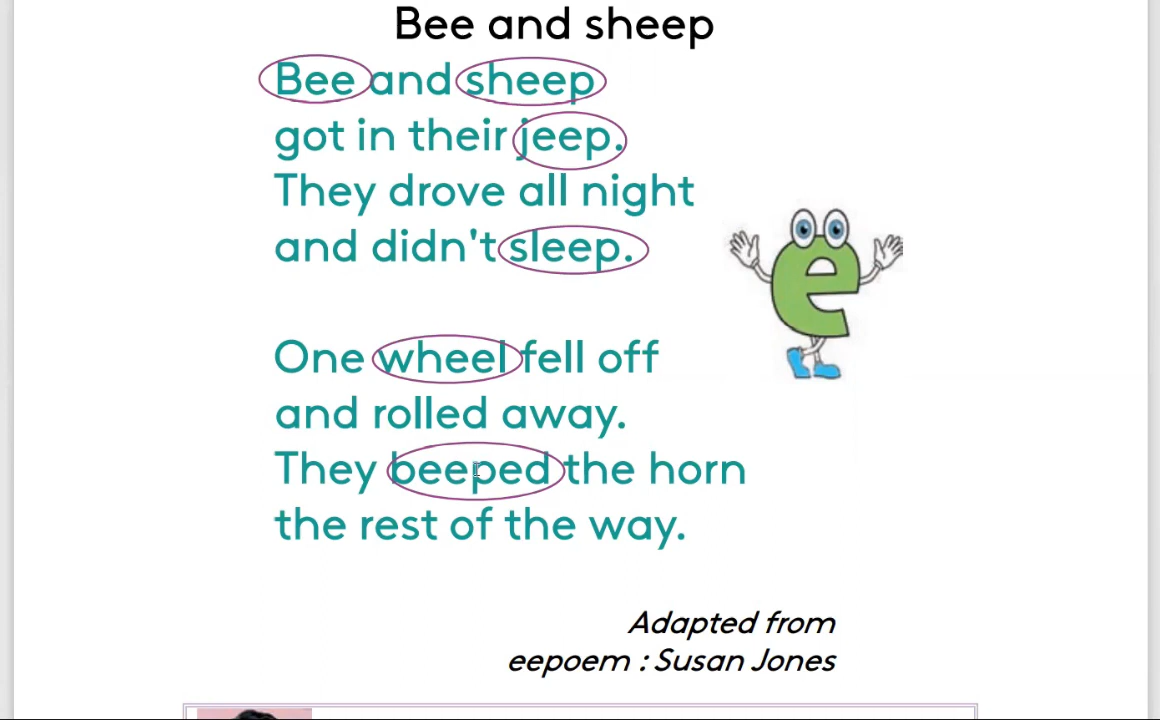 Bee and sheep
Bee and sheep
got in their jeep.
They drove all night
and didn't sleep.
One wheel fell off
and rolled away.
They beeped the horn
the rest of the way.
Adapted from
eepoem : Susan Jones